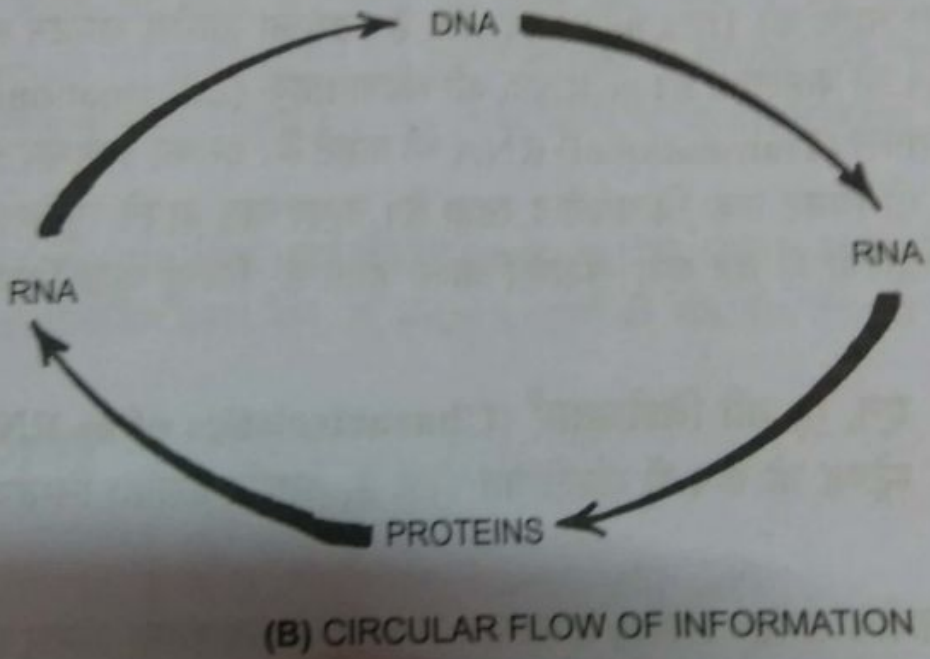 DNA
RNA
RNA
PROTEINS
(B) CIRCULAR FLOW OF INFORMATION